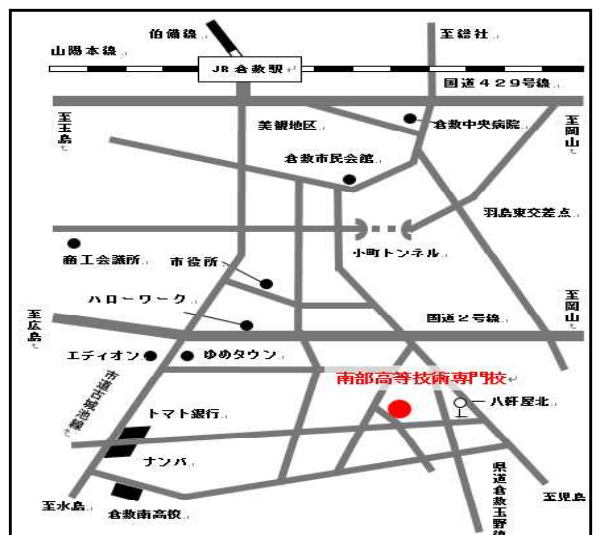 伯備線
至総社
山陽本線
JR倉敷駅
国道429号線
至玉島
美観地区
倉敷中央病院
至岡山
倉敷市民会館
羽島東交差点
小町トンネル
商工会議所
市役所
ハローワーク
至広島
国道2号線
至岡山
エディオン
ゆめタウン
市道古城池線
南部高等技術専門校
八軒屋北
トマト銀行
ナンバ
県道倉敷玉野線
至水島
倉敷南高校
至児島